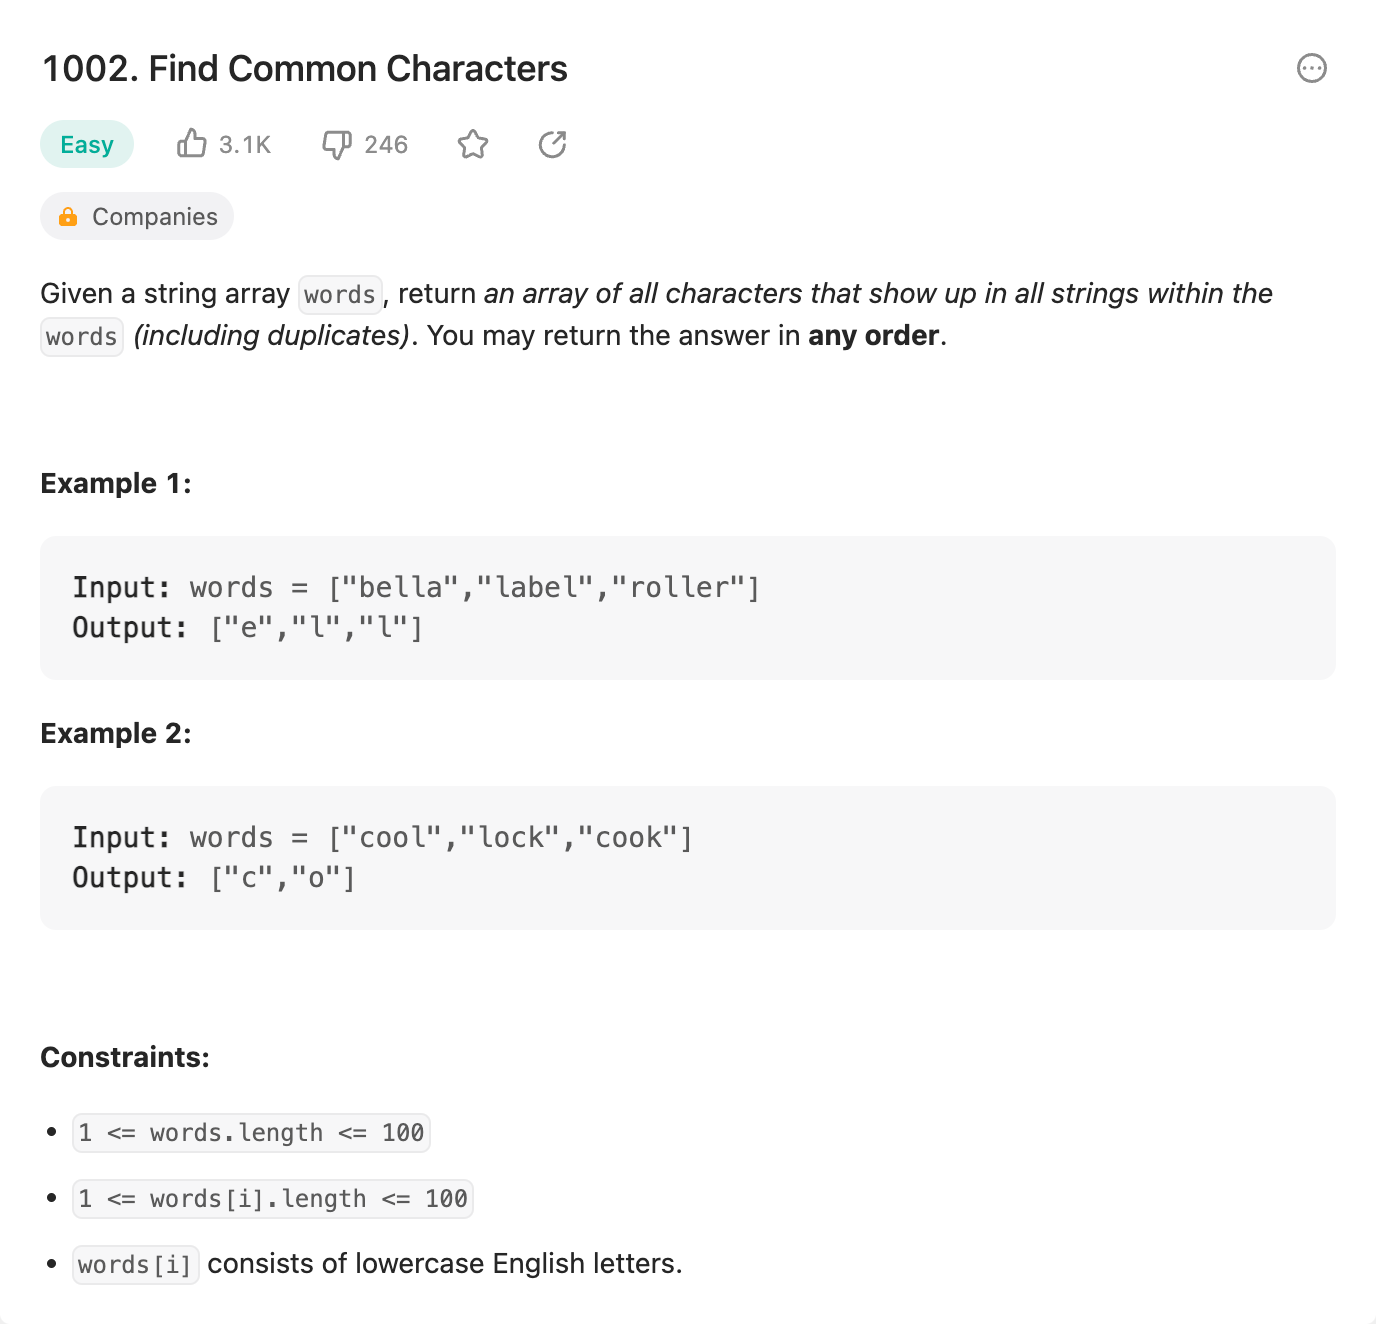 1002. Find Common Characters
Easy 3.1K 246
Companies
Given a string array words, return an array of all characters that show up in all strings within the
words (including duplicates). You may return the answer in any order.
Example 1:
Input: words = ["bella","label","roller"]
Output: ["e","l","l"]
Example 2:
Input: words = ["cool","lock","cook"]
Output: ["c","o"]
Constraints:
• 1 <= words.length <= 100
• 1 <= words[i].length <= 100
• words[i] consists of lowercase English letters.